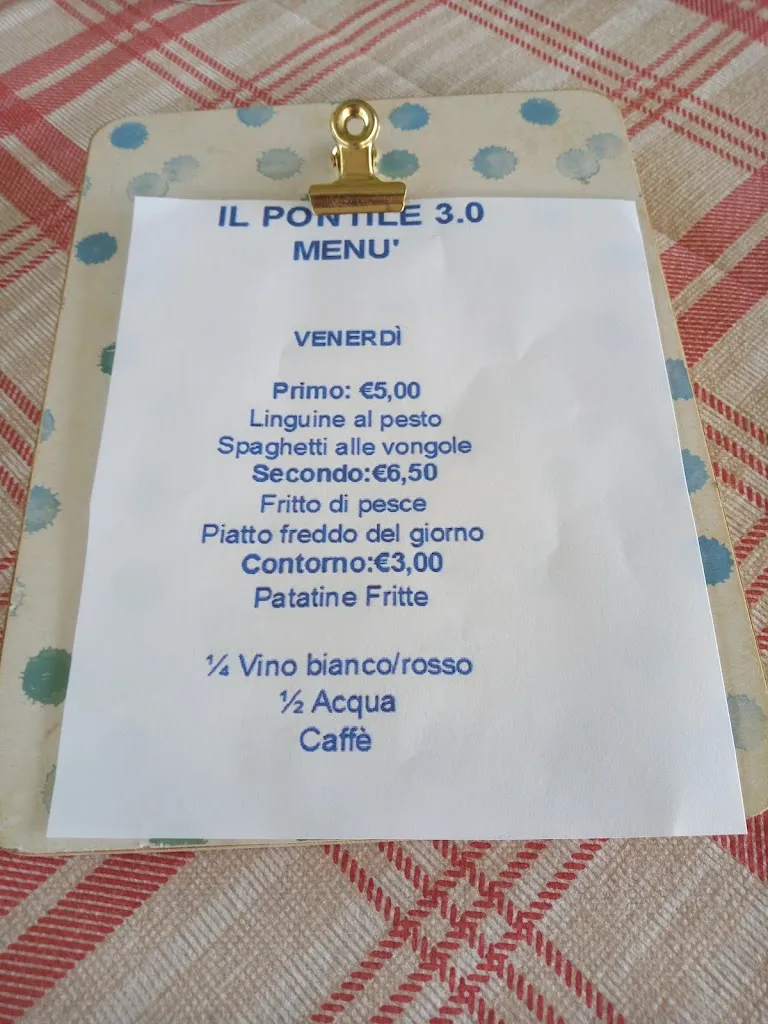 IL PONTILE 3.0
MENU'
VENERDÌ
Primo: €5,00
Linguine al pesto
Spaghetti alle vongole
Secondo:€6,50
Fritto di pesce
Piatto freddo del giorno
Contorno:€3,00
Patatine Fritte
¼ Vino bianco/rosso
½ Acqua
Caffè